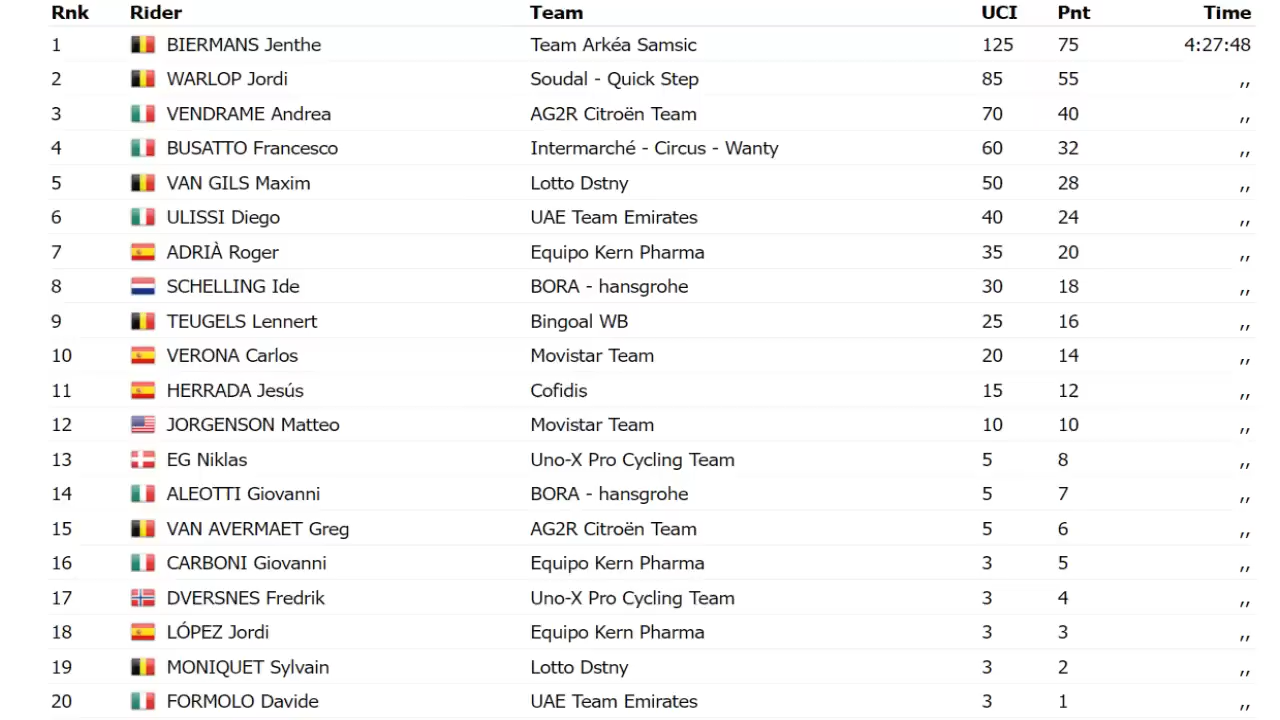 Rnk Rider Team UCI Pnt Time
1 BIERMANS Jenthe Team Arkéa Samsic 125 75 4:27:48
2 WARLOP Jordi Soudal - Quick Step 85 55 ,,
3 VENDRAME Andrea AG2R Citroën Team 70 40 ,,
4 BUSATTO Francesco Intermarché - Circus - Wanty 60 32 ,,
5 VAN GILS Maxim Lotto Dstny 50 28 ,,
6 ULISSI Diego UAE Team Emirates 40 24 ,,
7 ADRIÀ Roger Equipo Kern Pharma 35 20 ,,
8 SCHELLING Ide BORA - hansgrohe 30 18 ,,
9 TEUGELS Lennert Bingoal WB 25 16 ,,
10 VERONA Carlos Movistar Team 20 14 ,,
11 HERRADA Jesús Cofidis 15 12 ,,
12 JORGENSON Matteo Movistar Team 10 10 ,,
13 EG Niklas Uno-X Pro Cycling Team 5 8 ,,
14 ALEOTTI Giovanni BORA - hansgrohe 5 7 ,,
15 VAN AVERMAET Greg AG2R Citroën Team 5 6 ,,
16 CARBONI Giovanni Equipo Kern Pharma 3 5 ,,
17 DVERSNES Fredrik Uno-X Pro Cycling Team 3 4 ,,
18 LÓPEZ Jordi Equipo Kern Pharma 3 3 ,,
19 MONIQUET Sylvain Lotto Dstny 3 2 ,,
20 FORMOLO Davide UAE Team Emirates 3 1 ,,